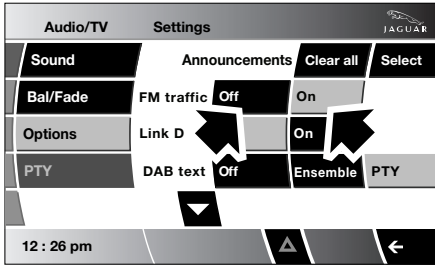 Audio/TV Settings JAGUAR
Sound Announcements Clear all Select
Bal/Fade FM traffic Off On
Options Link D On
PTY DAB text Off Ensemble PTY
12 : 26 pm